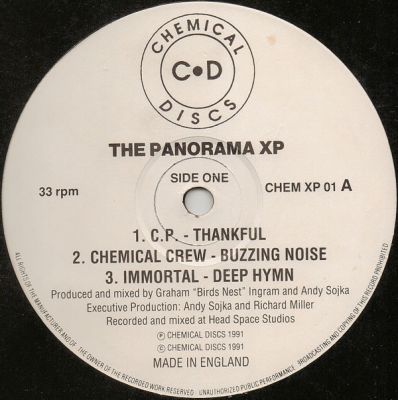 CHEMICAL
C•D
DISCS
THE PANORAMA XP
33 rpm
SIDE ONE
CHEM XP 01 A
1. C.P. - THANKFUL
2. CHEMICAL CREW - BUZZING NOISE
3. IMMORTAL - DEEP HYMN
Produced and mixed by Graham "Birds Nest" Ingram and Andy Sojka
Executive Production: Andy Sojka and Richard Miller
Recorded and mixed at Head Space Studios
Ⓟ CHEMICAL DISCS 1991
© CHEMICAL DISCS 1991
MADE IN ENGLAND
ALL RIGHTS OF THE MANUFACTURER AND OF THE OWNER OF THE RECORDED WORK RESERVED - UNAUTHORIZED PUBLIC PERFORMANCE, BROADCASTING AND COPYING OF THIS RECORD PROHIBITED